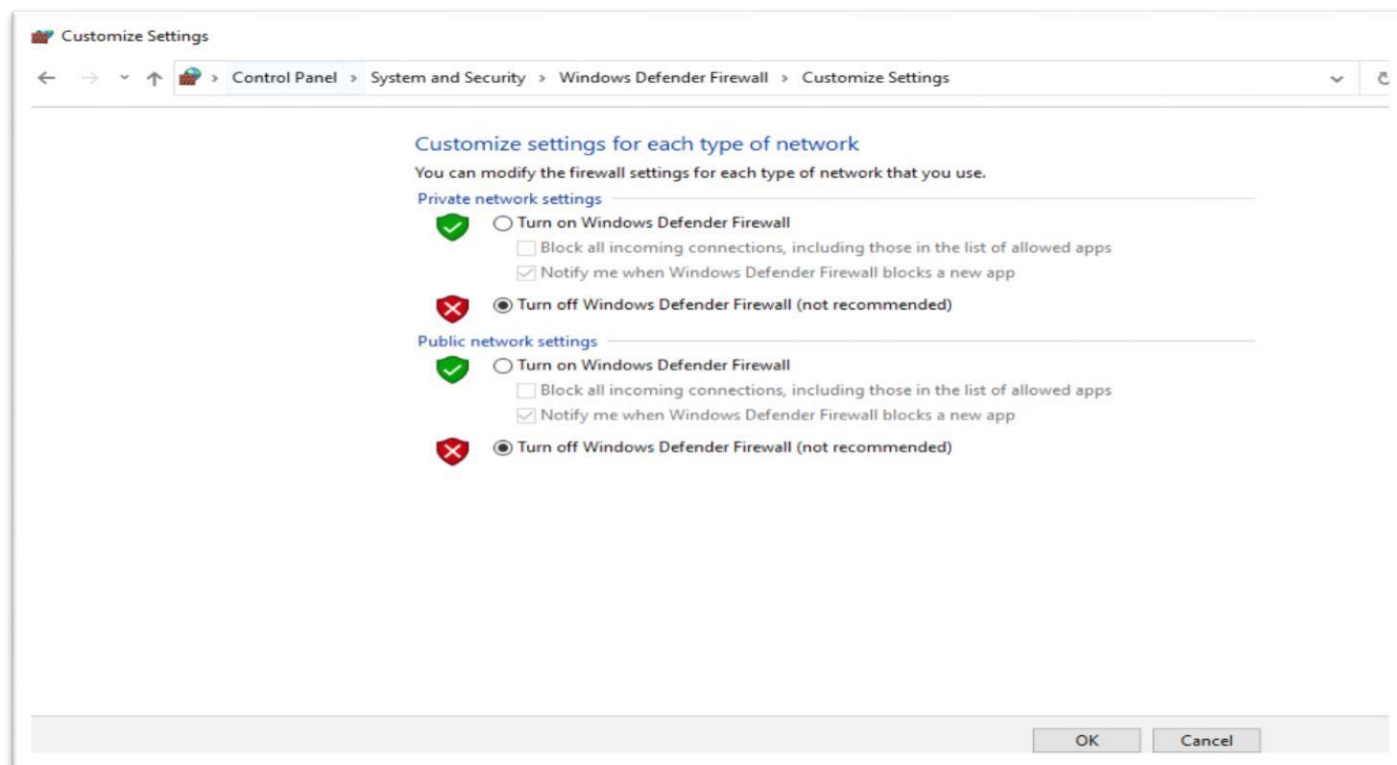 Customize Settings
Control Panel > System and Security > Windows Defender Firewall > Customize Settings
Customize settings for each type of network
You can modify the firewall settings for each type of network that you use.
Private network settings
Turn on Windows Defender Firewall
Block all incoming connections, including those in the list of allowed apps
Notify me when Windows Defender Firewall blocks a new app
Turn off Windows Defender Firewall (not recommended)
Public network settings
Turn on Windows Defender Firewall
Block all incoming connections, including those in the list of allowed apps
Notify me when Windows Defender Firewall blocks a new app
Turn off Windows Defender Firewall (not recommended)
OK Cancel